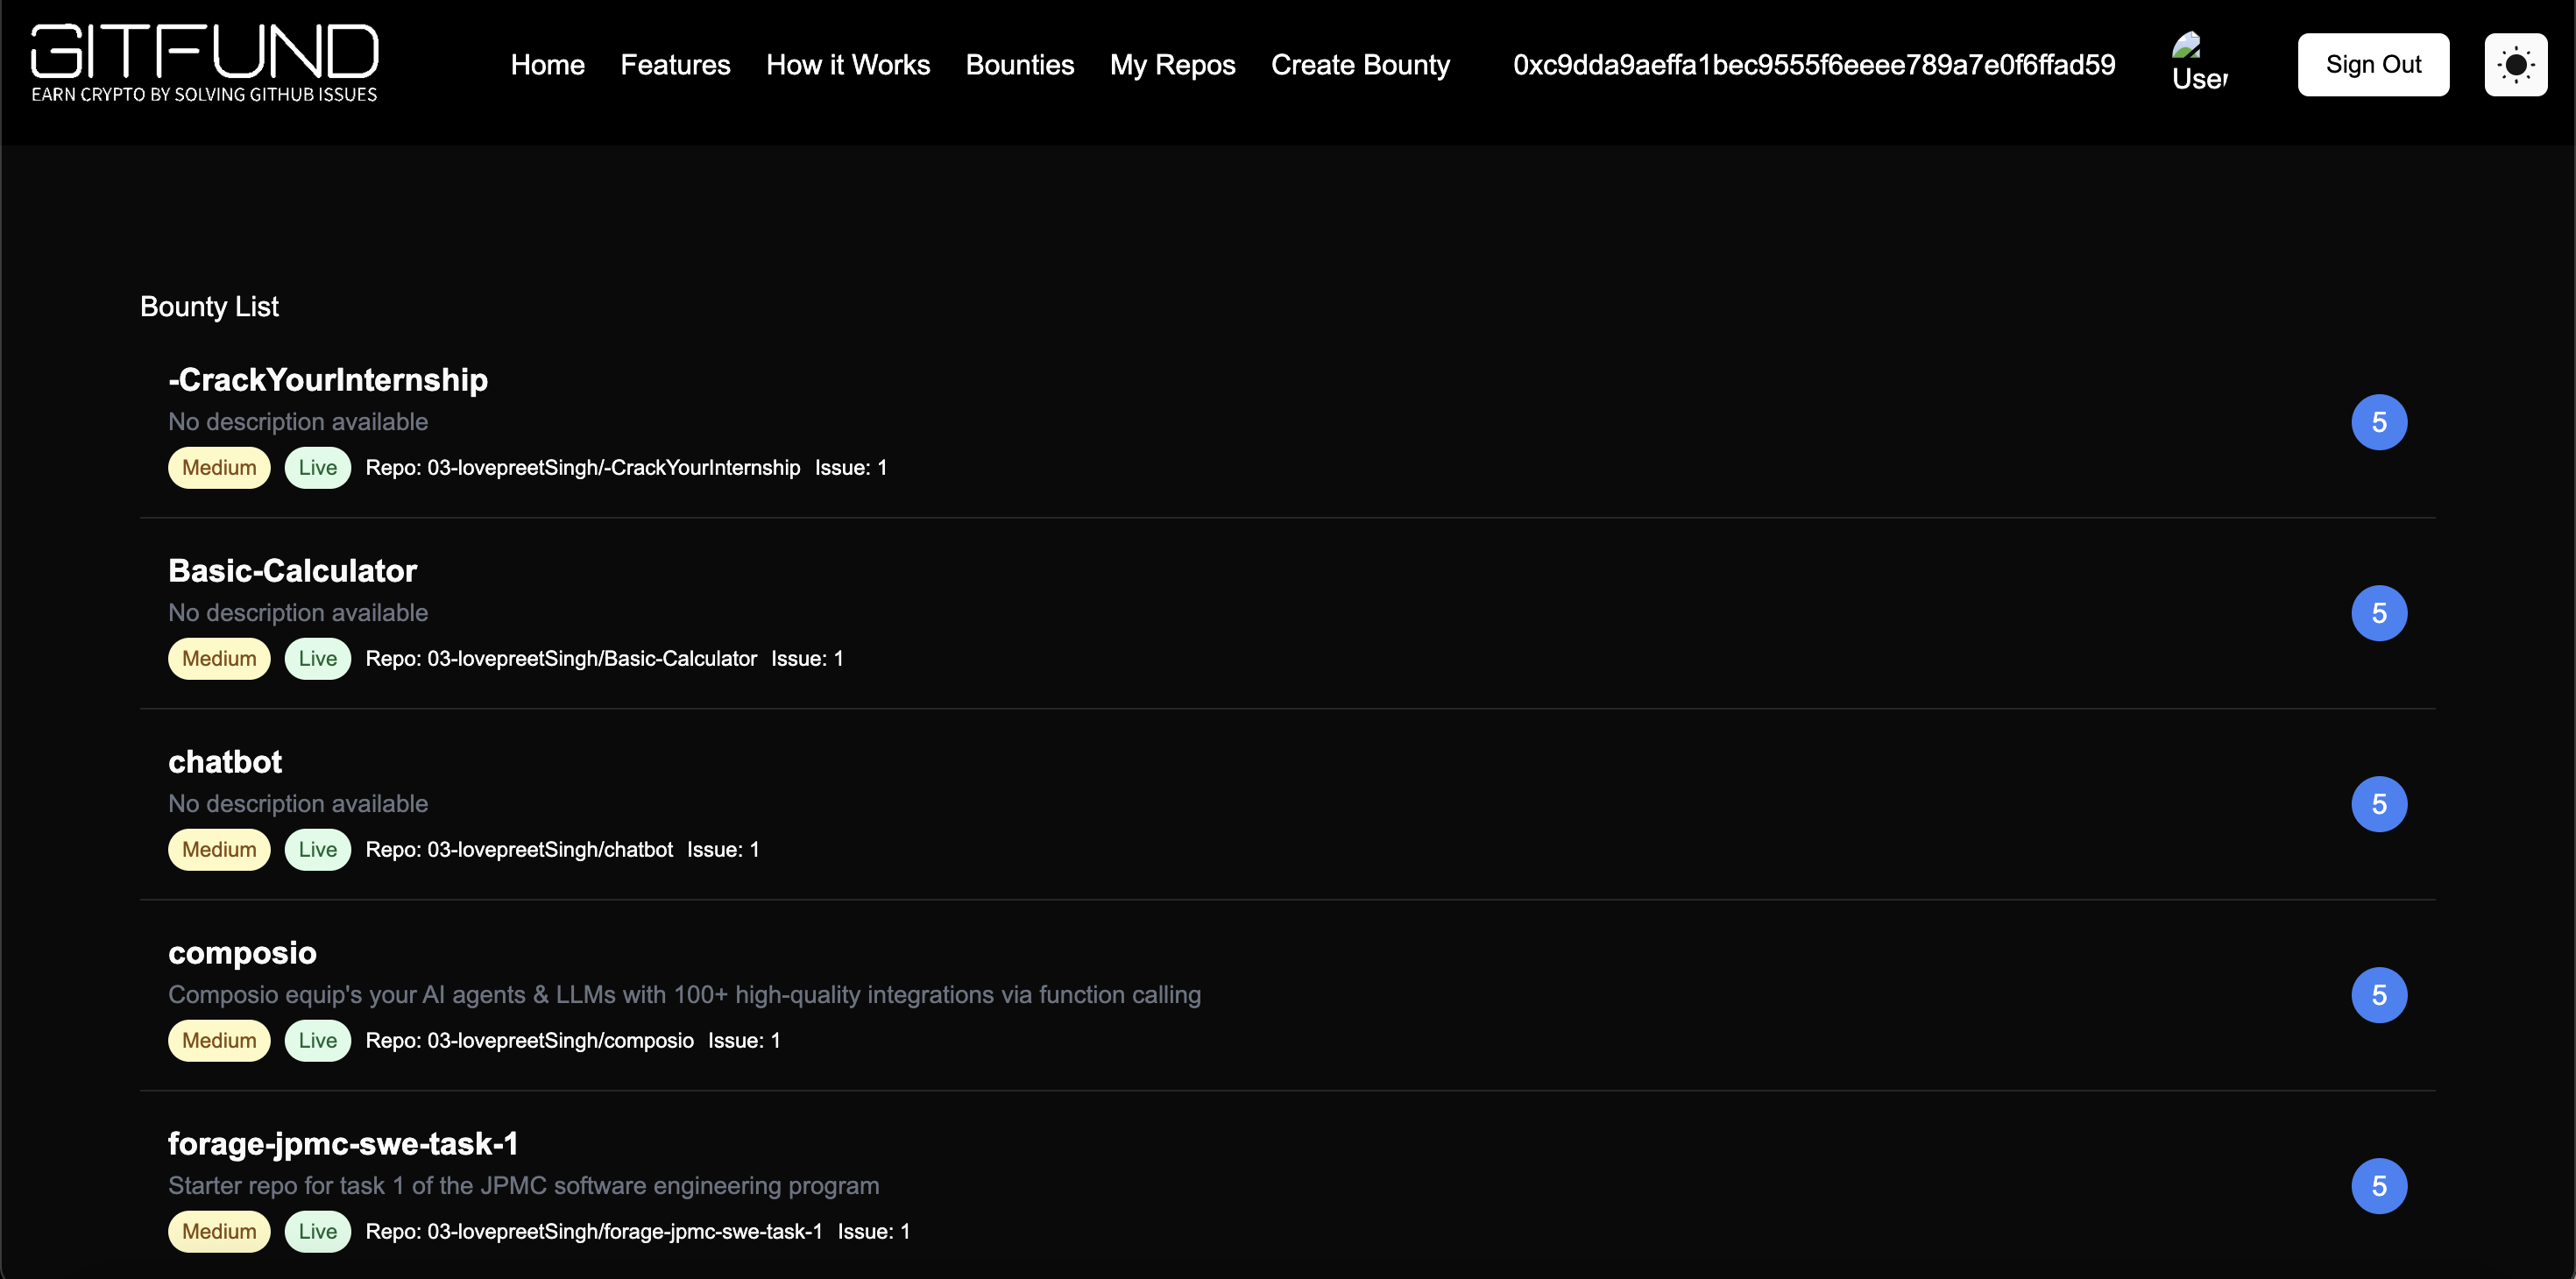 GITFUND
EARN CRYPTO BY SOLVING GITHUB ISSUES
Home Features How it Works Bounties My Repos Create Bounty 0xc9dda9aeffa1bec9555f6eeee789a7e0f6ffad59 User Sign Out
Bounty List
-CrackYourInternship
No description available
5
Medium Live Repo: 03-lovepreetSingh/-CrackYourInternship Issue: 1
Basic-Calculator
No description available
5
Medium Live Repo: 03-lovepreetSingh/Basic-Calculator Issue: 1
chatbot
No description available
5
Medium Live Repo: 03-lovepreetSingh/chatbot Issue: 1
composio
Composio equip's your AI agents & LLMs with 100+ high-quality integrations via function calling
5
Medium Live Repo: 03-lovepreetSingh/composio Issue: 1
forage-jpmc-swe-task-1
Starter repo for task 1 of the JPMC software engineering program
5
Medium Live Repo: 03-lovepreetSingh/forage-jpmc-swe-task-1 Issue: 1